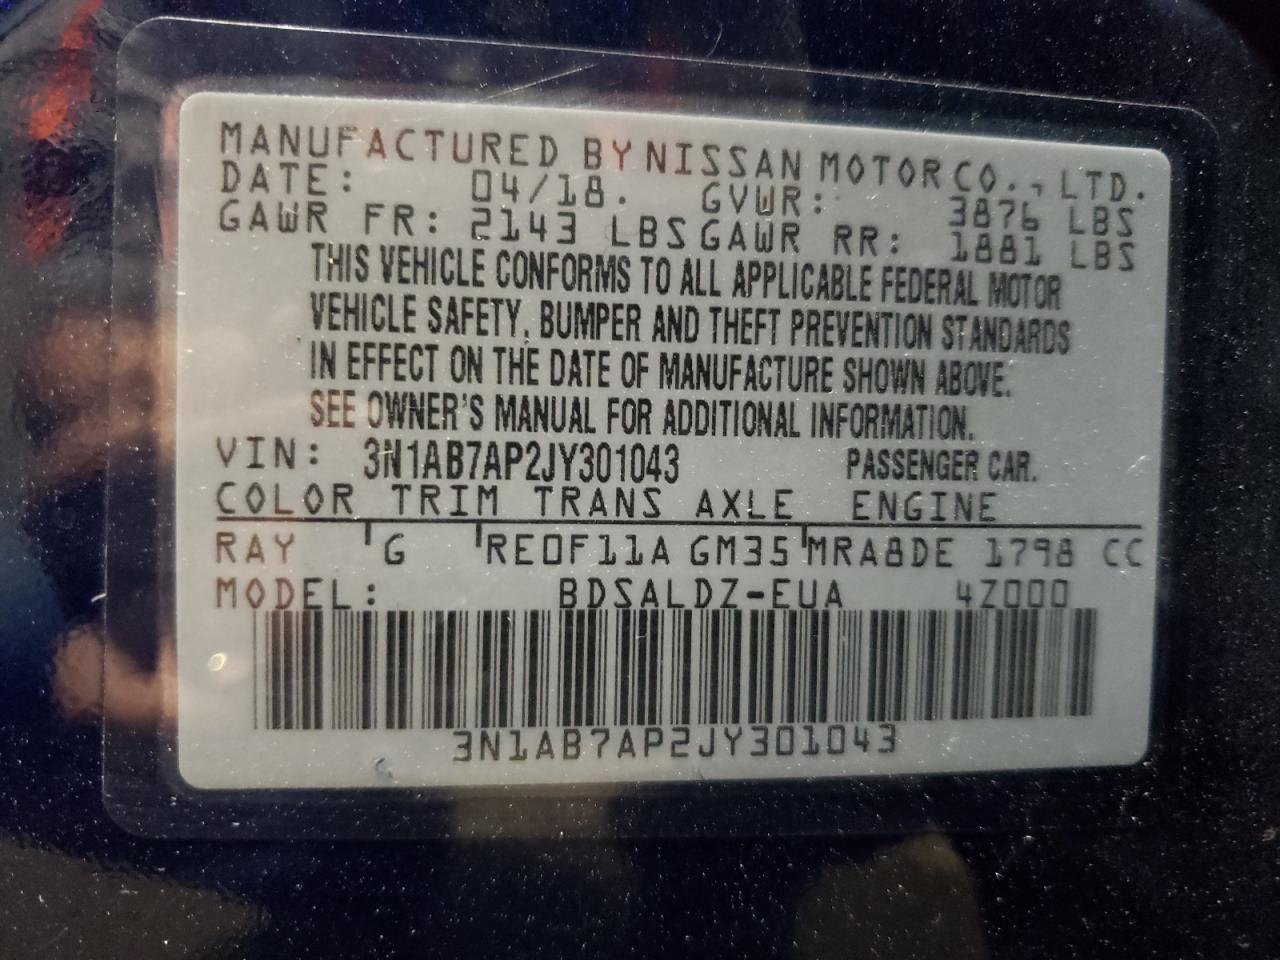 MANUFACTURED BY NISSAN MOTOR CO., LTD.
DATE: 04/18. GVWR: 3876 LBS
GAWR FR: 2143 LBS GAWR RR: 1881 LBS
THIS VEHICLE CONFORMS TO ALL APPLICABLE FEDERAL MOTOR
VEHICLE SAFETY, BUMPER AND THEFT PREVENTION STANDARDS
IN EFFECT ON THE DATE OF MANUFACTURE SHOWN ABOVE.
SEE OWNER'S MANUAL FOR ADDITIONAL INFORMATION.
VIN: 3N1AB7AP2JY301043 PASSENGER CAR.
COLOR TRIM TRANS AXLE ENGINE
RAY G RE0F11A GM35 MRA8DE 1798 CC
MODEL: BDSALDZ-EUA 4Z000
3N1AB7AP2JY301043